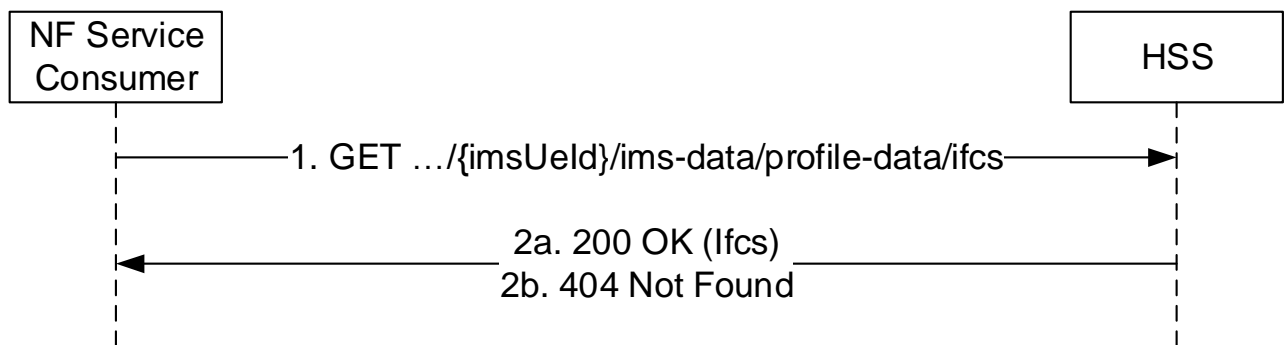 NF Service
Consumer
HSS
1. GET …/{imsUeId}/ims-data/profile-data/ifcs
2a. 200 OK (Ifcs)
2b. 404 Not Found